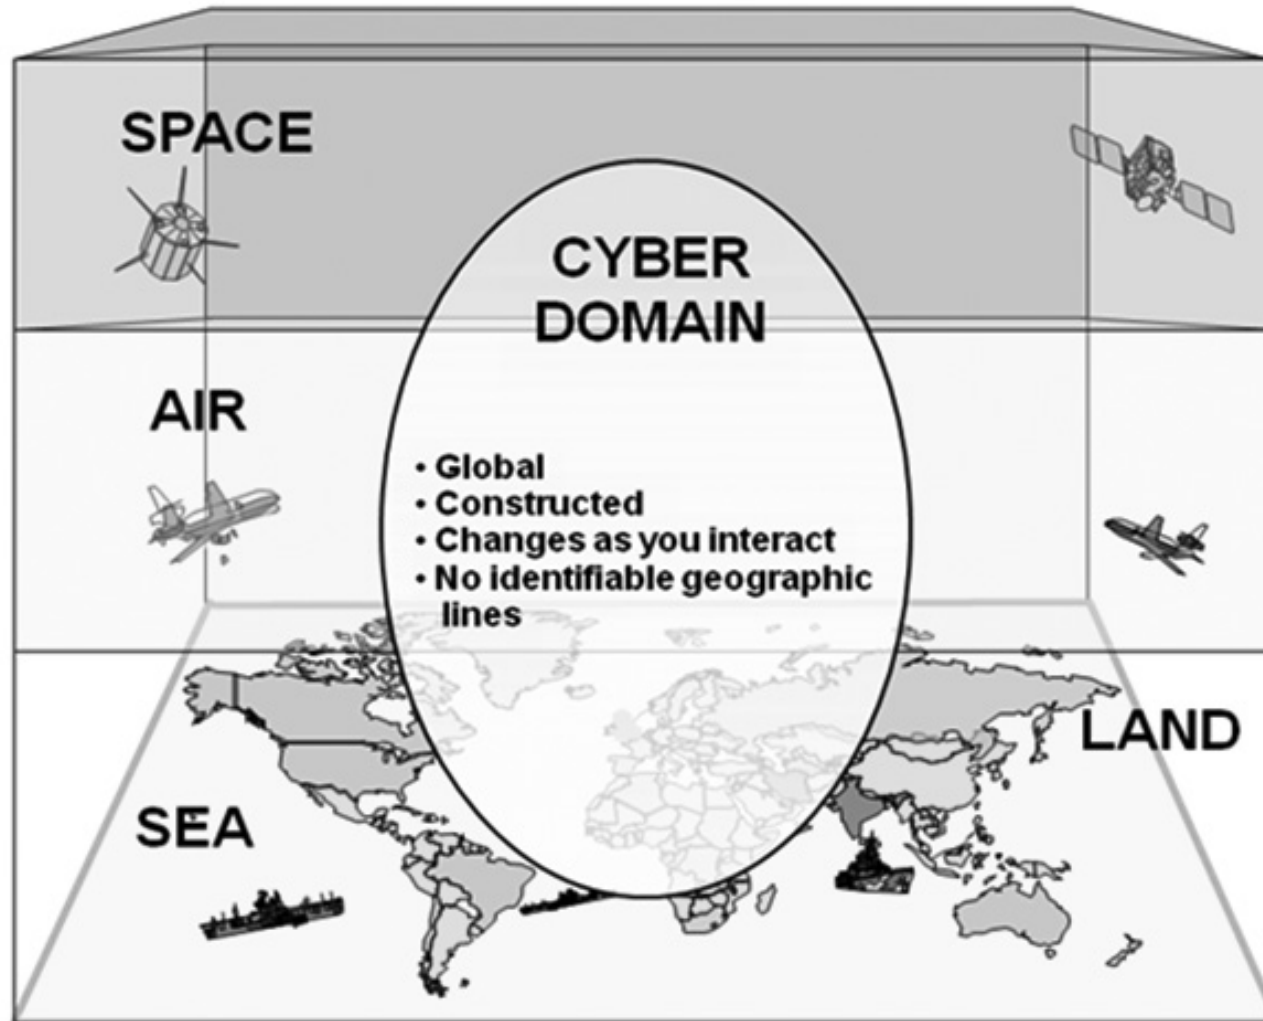 SPACE
CYBER
DOMAIN
AIR
• Global
• Constructed
• Changes as you interact
• No identifiable geographic
lines
LAND
SEA